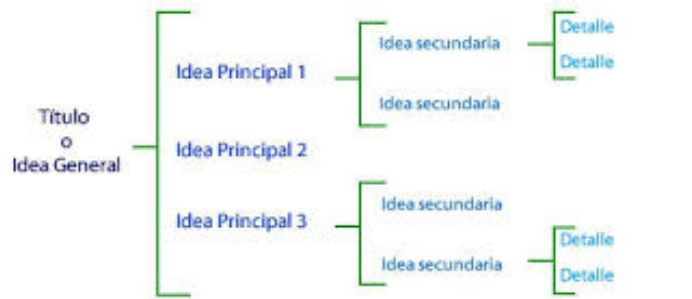 Título
o
Idea General
Idea Principal 1
Idea secundaria
Detalle
Detalle
Idea secundaria
Idea Principal 2
Idea Principal 3
Idea secundaria
Idea secundaria
Detalle
Detalle